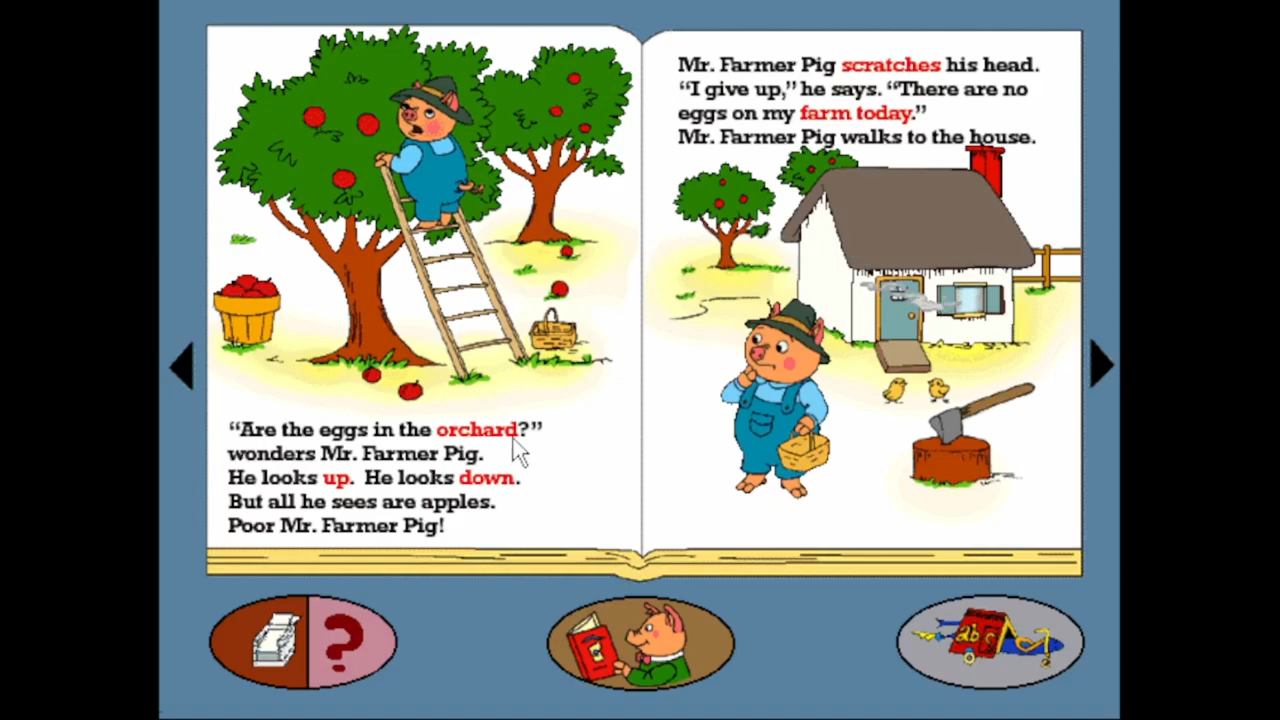 “Are the eggs in the orchard?”
wonders Mr. Farmer Pig.
He looks up. He looks down.
But all he sees are apples.
Poor Mr. Farmer Pig!
Mr. Farmer Pig scratches his head.
“I give up,” he says. “There are no
eggs on my farm today.”
Mr. Farmer Pig walks to the house.
?
abc